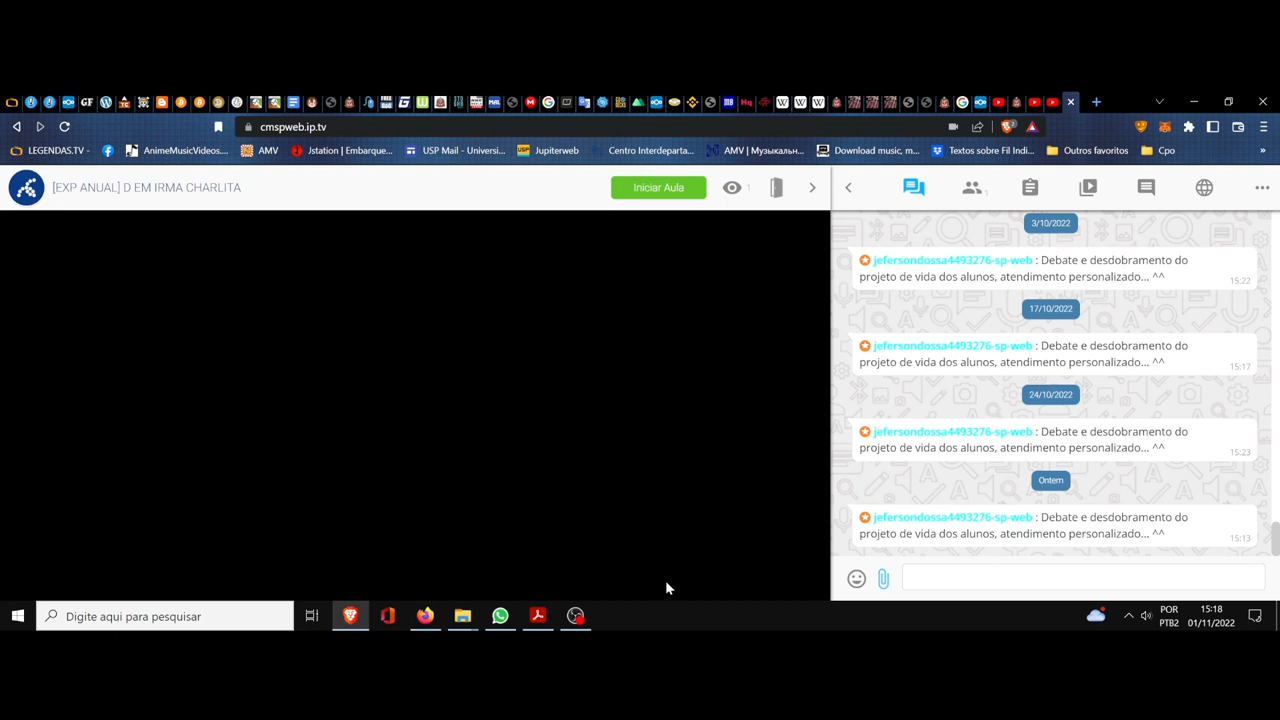 GF
Hq
cmspweb.ip.tv
2
LEGENDAS.TV -
AnimeMusicVideos...
AMV
Jstation | Embarque...
USP Mail - Universi...
Jupiterweb
Centro Interdeparta...
AMV | Музыкальн...
Download music, m...
Textos sobre Fil Indi...
Outros favoritos
Cpo
»
[EXP ANUAL] D EM IRMA CHARLITA
Iniciar Aula
1
1
3/10/2022
jefersondossa4493276-sp-web : Debate e desdobramento do
projeto de vida dos alunos, atendimento personalizado... ^^
15:22
17/10/2022
jefersondossa4493276-sp-web : Debate e desdobramento do
projeto de vida dos alunos, atendimento personalizado... ^^
15:17
24/10/2022
jefersondossa4493276-sp-web : Debate e desdobramento do
projeto de vida dos alunos, atendimento personalizado... ^^
15:23
Ontem
jefersondossa4493276-sp-web : Debate e desdobramento do
projeto de vida dos alunos, atendimento personalizado... ^^
15:13
Digite aqui para pesquisar
POR
PTB2
15:18
01/11/2022